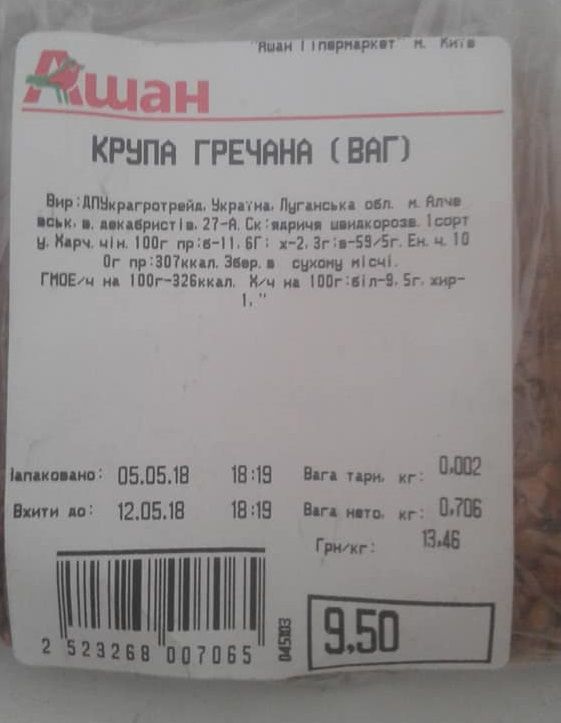 "Ашан Гіпермаркет" м. Київ
Ашан
КРУПА ГРЕЧАНА (ВАГ)
Вир:ДПУкрагротрейд, Україна, Луганська обл. м. Алче
вськ, в. декабристів, 27-А. Ск:ядриця швидкорозв. 1сорт
у. Харч. цін. 100г пр:б-11, 6Г; х-2, 3г;в-59/5г. Ен. ч. 10
0г пр:307ккал. Збер. в сухому місці.
ГМОЕ/ч на 100г-326ккал. Х/ч на 100г:біл-9, 5г, жир-
1, "
Запаковано: 05.05.18 18:19 Вага тари, кг: 0,002
Вжити до: 12.05.18 18:19 Вага нето, кг: 0,706
Грн/кг: 13,46
9,50
2 523268 007065
045103